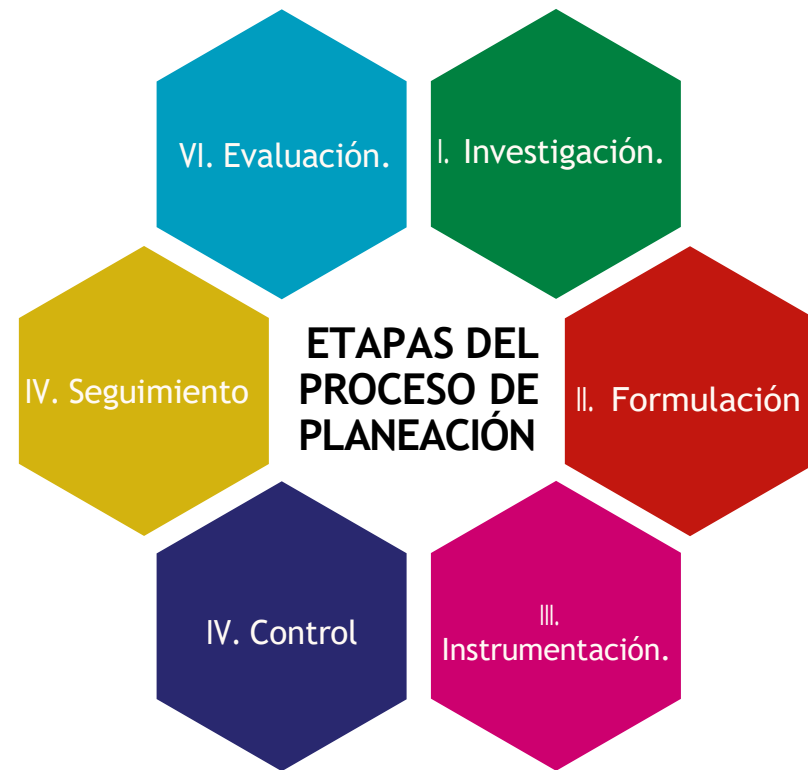 ETAPAS DEL
PROCESO DE
PLANEACIÓN
I. Investigación.
II. Formulación
III.
Instrumentación.
IV. Control
IV. Seguimiento
VI. Evaluación.